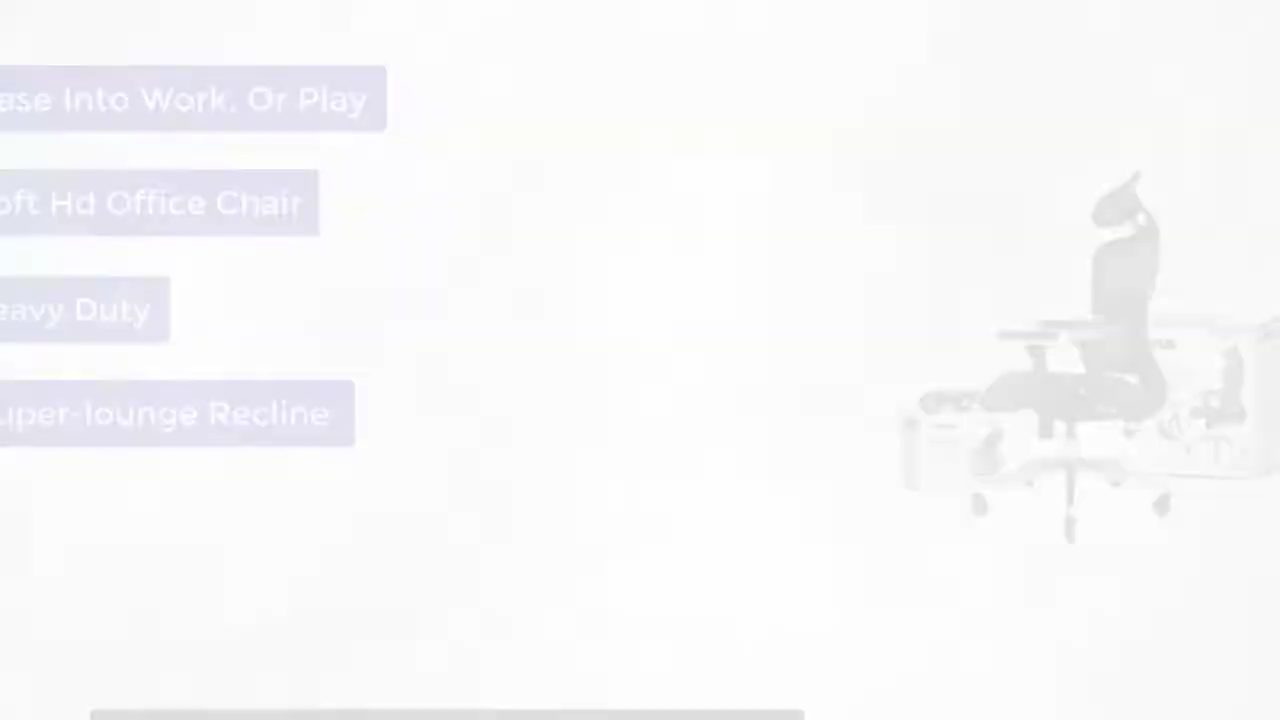 ase Into Work, Or Play
oft Hd Office Chair
eavy Duty
uper-lounge Recline